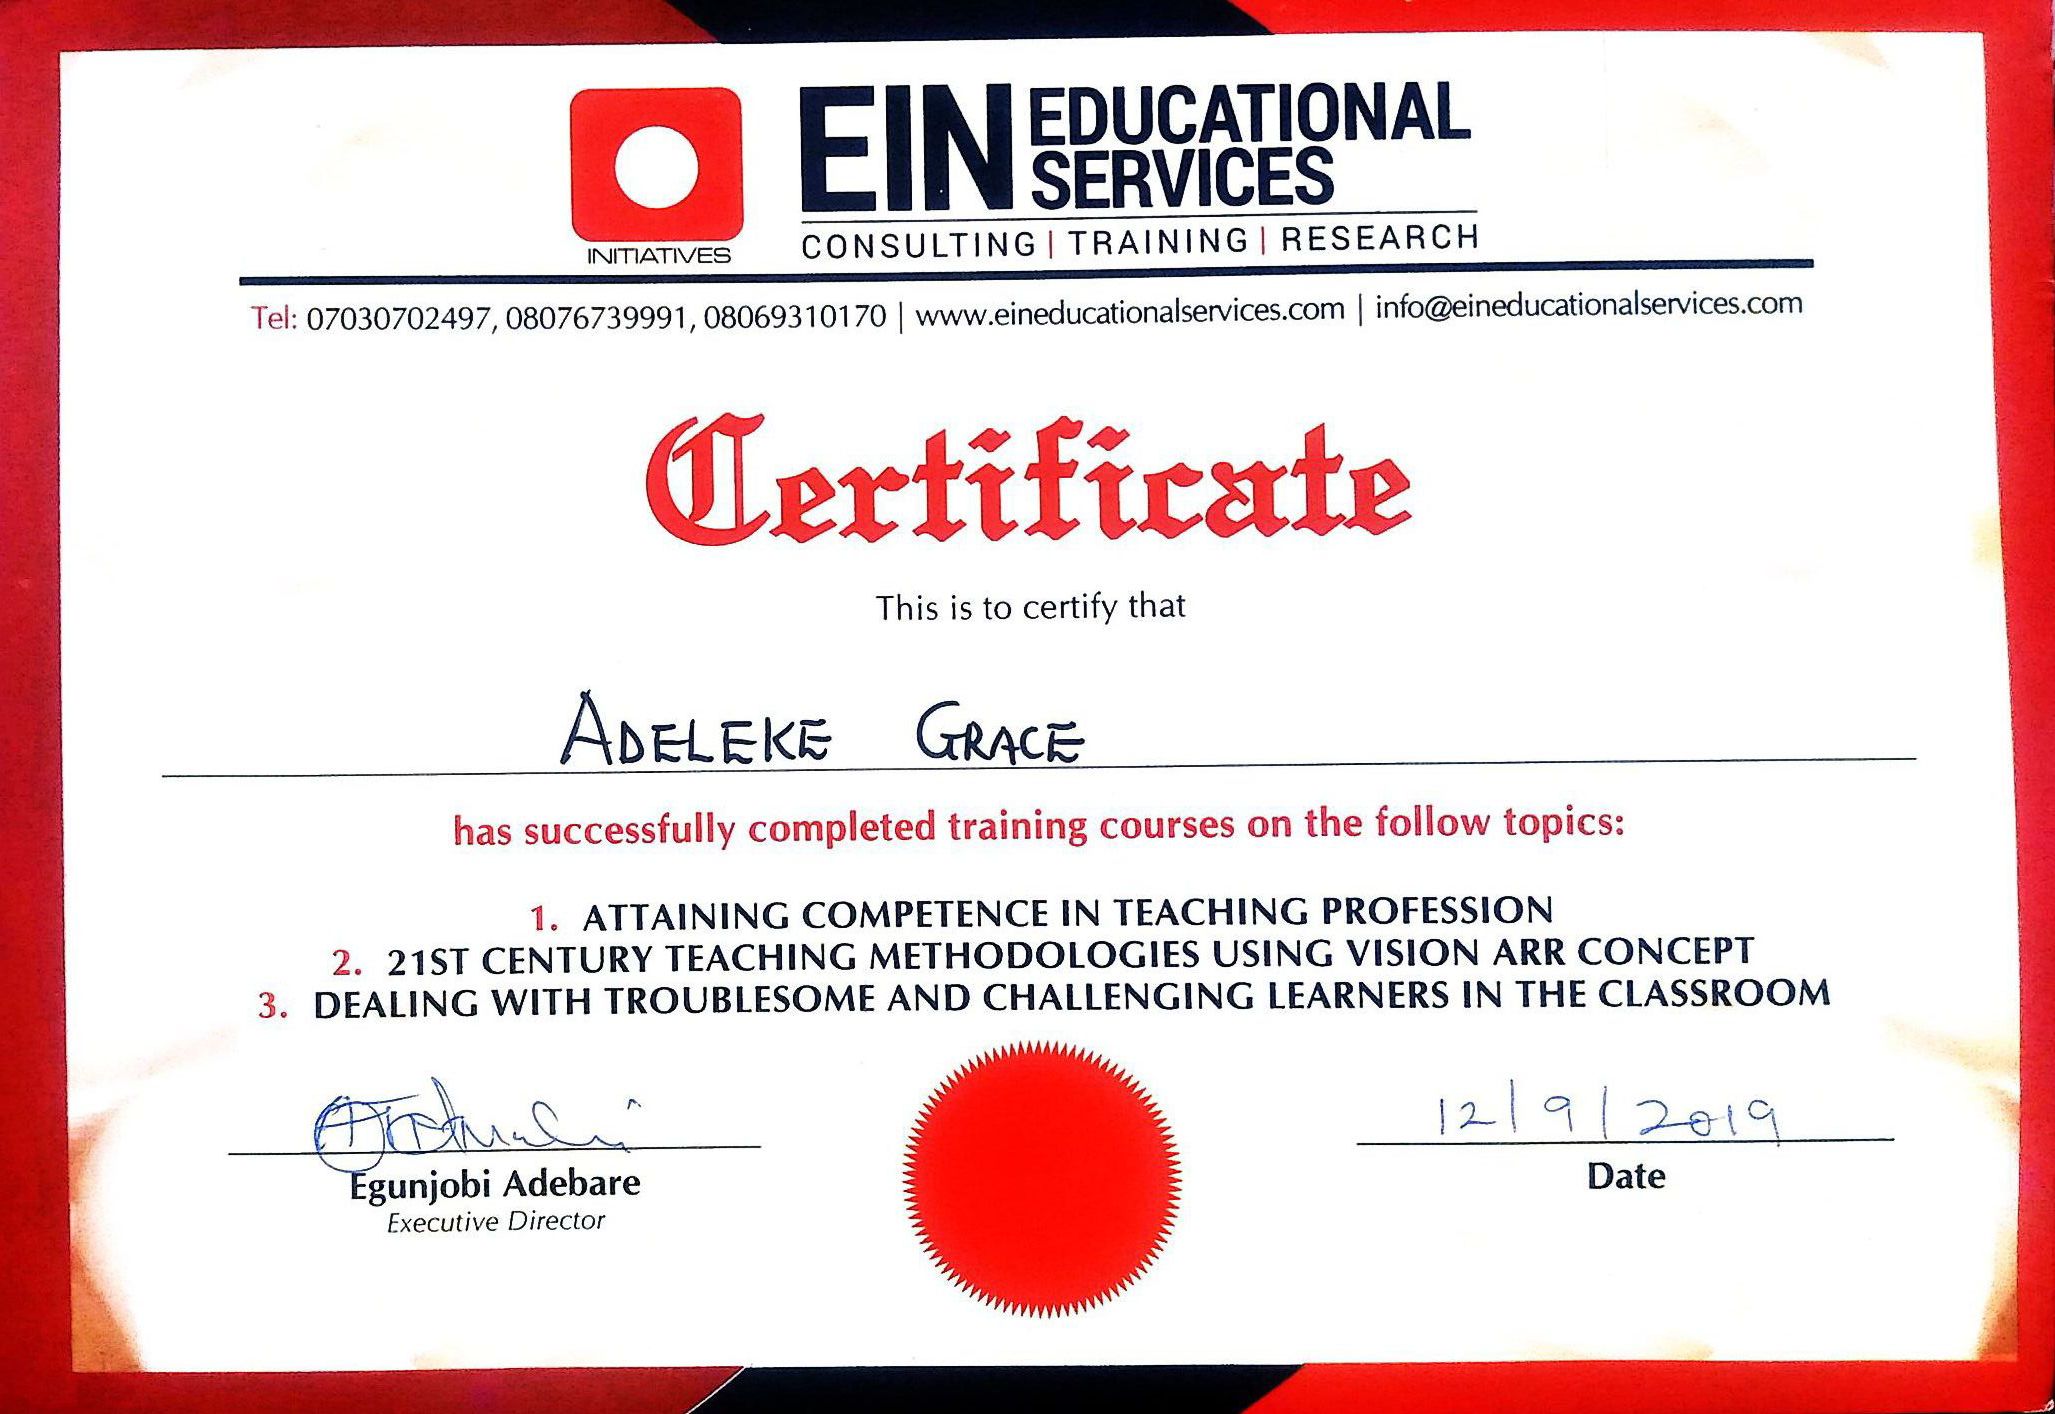 EIN EDUCATIONAL
SERVICES
INITIATIVES
CONSULTING | TRAINING | RESEARCH
Tel: 07030702497, 08076739991, 08069310170 | www.eineducationalservices.com | info@eineducationalservices.com
Certificate
This is to certify that
ADELEKE GRACE
has successfully completed training courses on the follow topics:
1. ATTAINING COMPETENCE IN TEACHING PROFESSION
2. 21ST CENTURY TEACHING METHODOLOGIES USING VISION ARR CONCEPT
3. DEALING WITH TROUBLESOME AND CHALLENGING LEARNERS IN THE CLASSROOM
12/9/2019
Egunjobi Adebare
Date
Executive Director